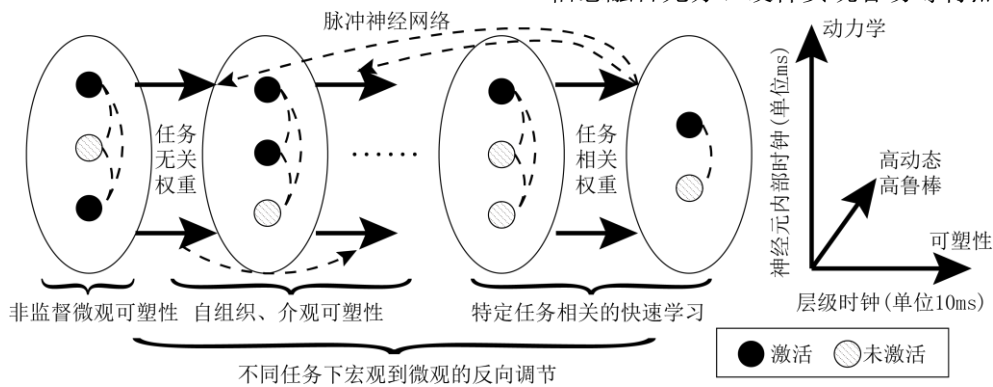 脉冲神经网络
任务
无关
权重
......
任务
相关
权重
非监督微观可塑性
自组织、介观可塑性
特定任务相关的快速学习
不同任务下宏观到微观的反向调节
动力学
神经元内部时钟(单位ms)
高动态
高鲁棒
可塑性
层级时钟(单位10ms)
激活
未激活